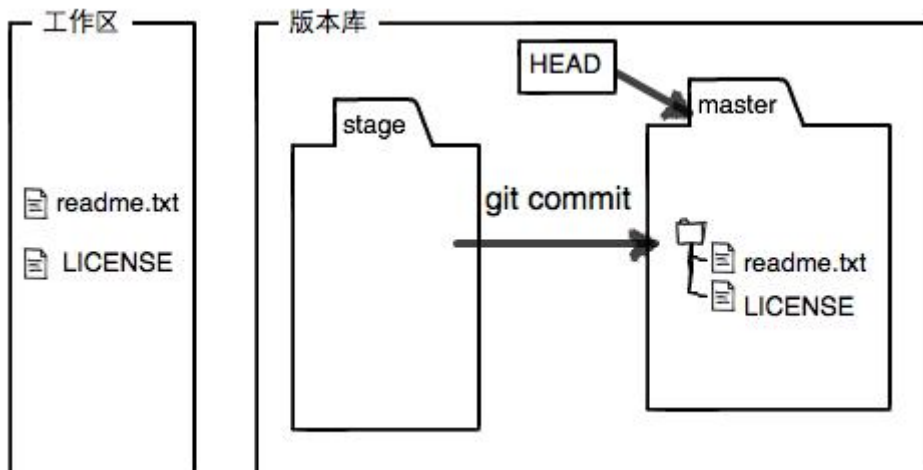 工作区
readme.txt
LICENSE
版本库
HEAD
stage
master
git commit
readme.txt
LICENSE